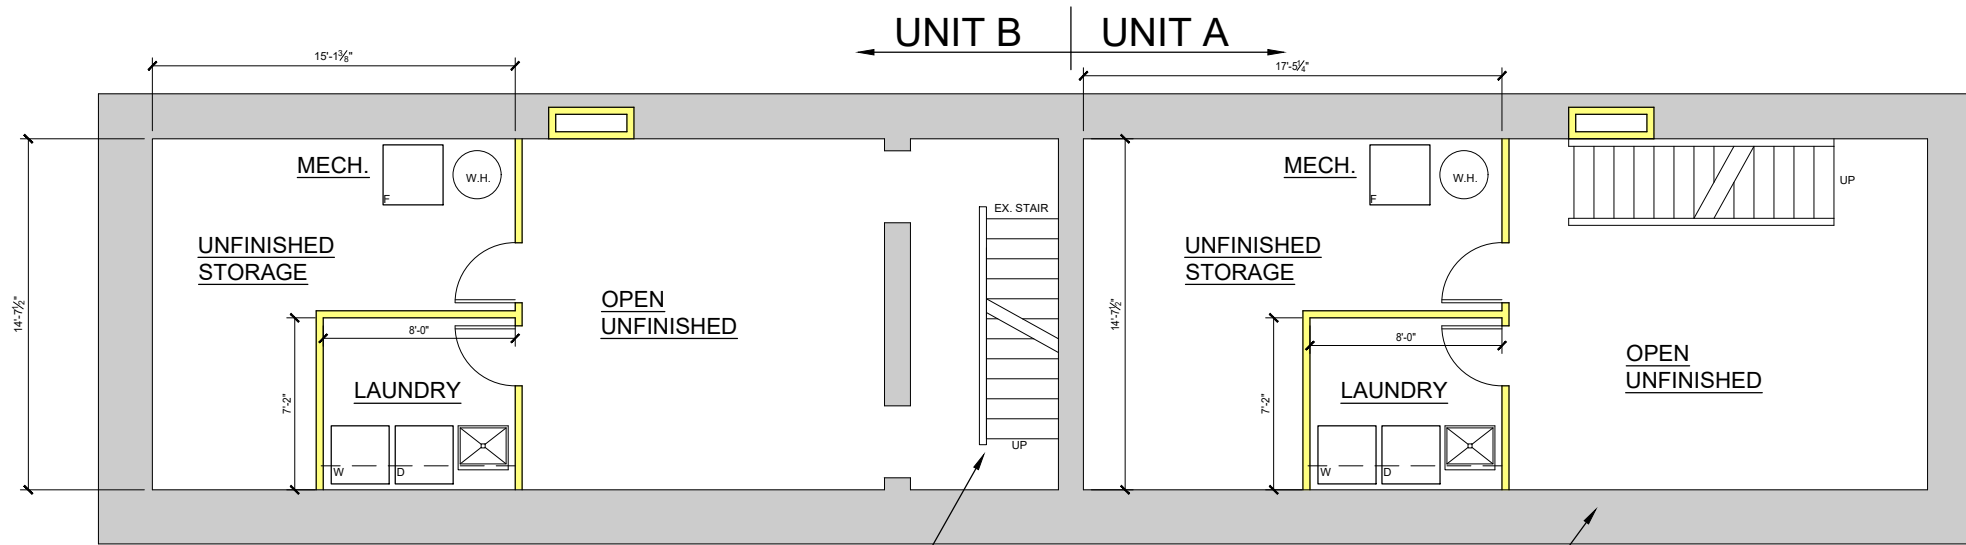 UNIT B
UNIT A
15'-1⅜"
17'-5¼"
MECH.
F
W.H.
MECH.
F
W.H.
UP
EX. STAIR
UNFINISHED
STORAGE
UNFINISHED
STORAGE
14'-7½"
OPEN
UNFINISHED
14'-7½"
8'-0"
8'-0"
OPEN
UNFINISHED
7'-2"
LAUNDRY
7'-2"
LAUNDRY
UP
W
D
W
D